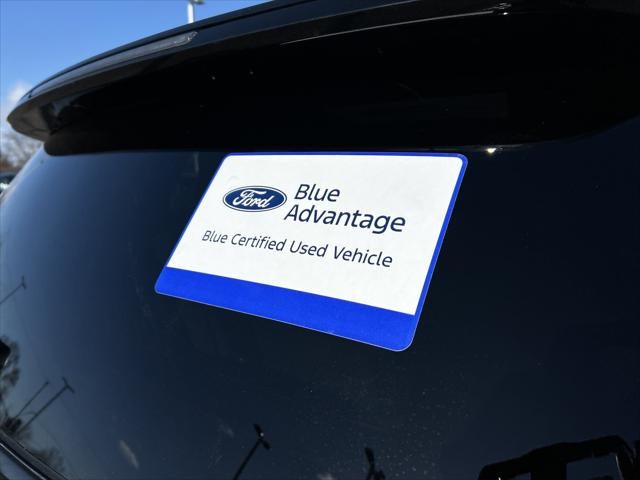 Ford
Blue
Advantage
Blue Certified Used Vehicle